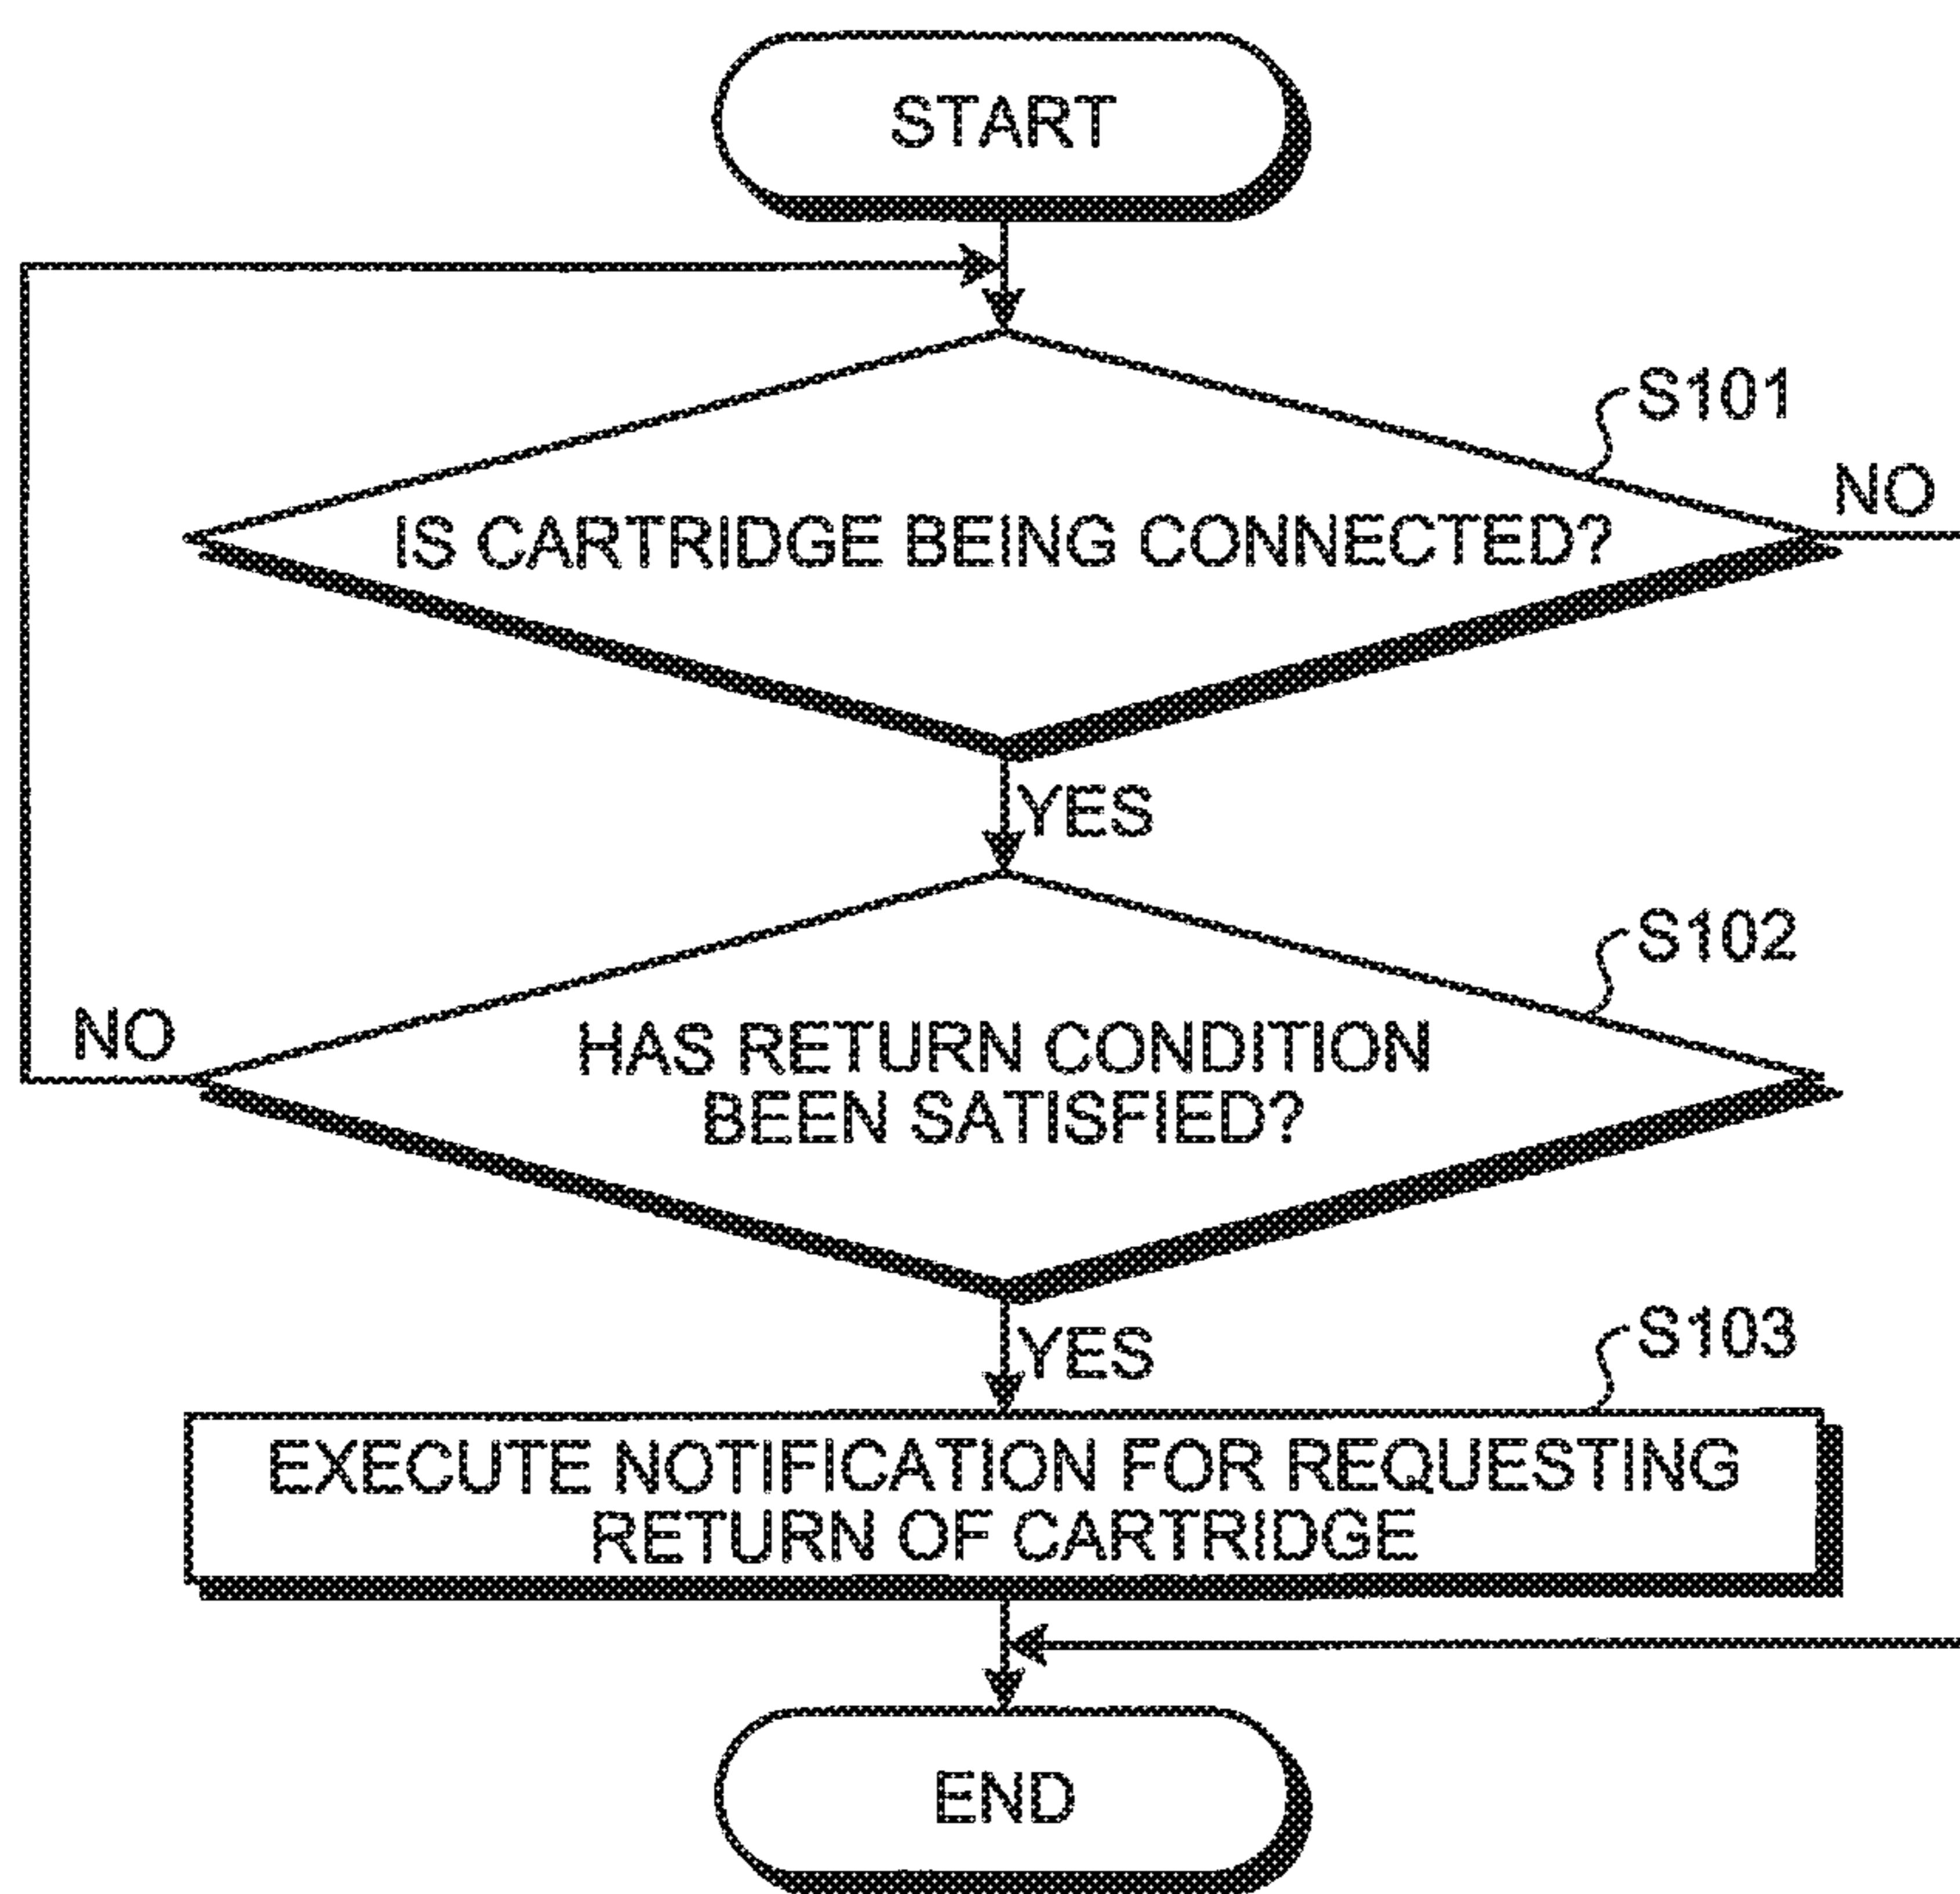 START
S101
NO
IS CARTRIDGE BEING CONNECTED?
YES
S102
NO
HAS RETURN CONDITION
BEEN SATISFIED?
YES
S103
EXECUTE NOTIFICATION FOR REQUESTING
RETURN OF CARTRIDGE
END